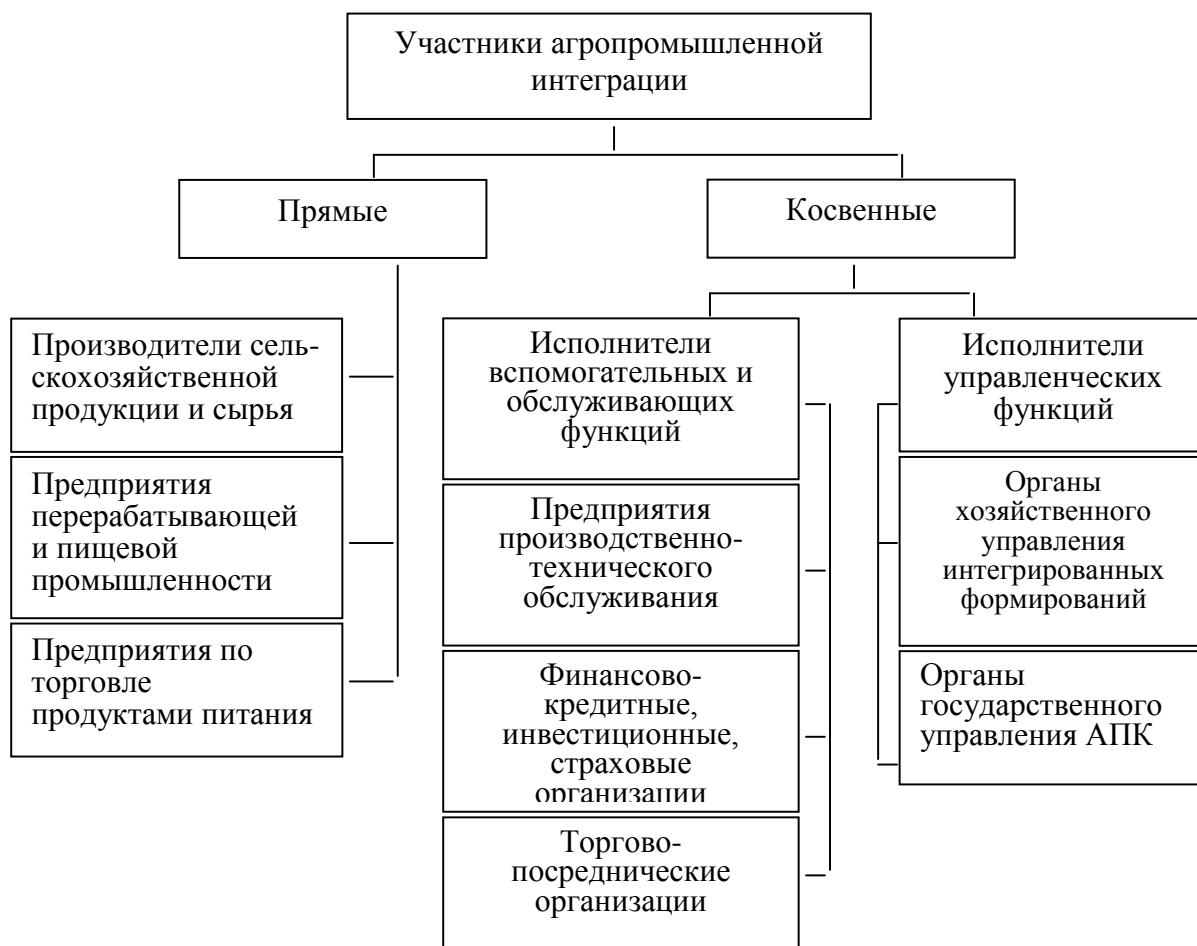 Участники агропромышленной
интеграции
Прямые
Косвенные
Производители сель-
скохозяйственной
продукции и сырья
Предприятия
перерабатывающей
и пищевой
промышленности
Предприятия по
торговле
продуктами питания
Исполнители
вспомогательных и
обслуживающих
функций
Предприятия
производственно-
технического
обслуживания
Финансово-
кредитные,
инвестиционные,
страховые
организации
Торгово-
посреднические
организации
Исполнители
управленческих
функций
Органы
хозяйственного
управления
интегрированных
формирований
Органы
государственного
управления АПК